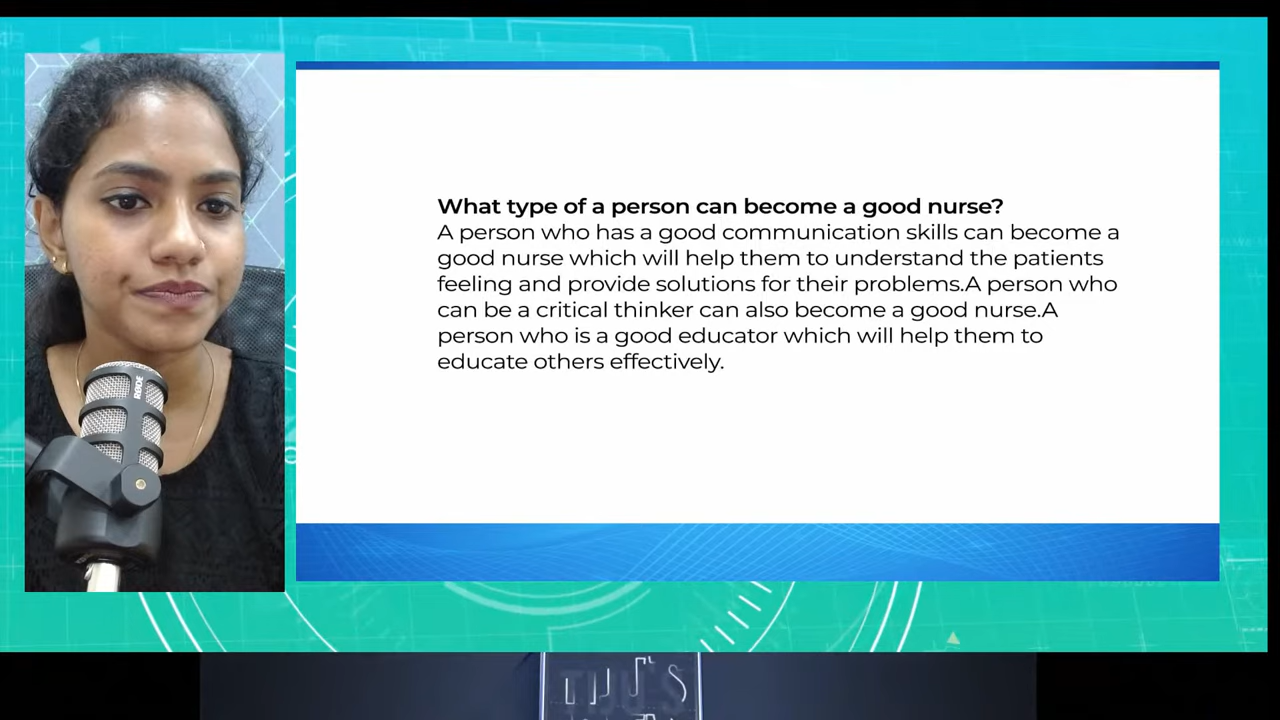 What type of a person can become a good nurse?
A person who has a good communication skills can become a
good nurse which will help them to understand the patients
feeling and provide solutions for their problems.A person who
can be a critical thinker can also become a good nurse.A
person who is a good educator which will help them to
educate others effectively.
RØDE